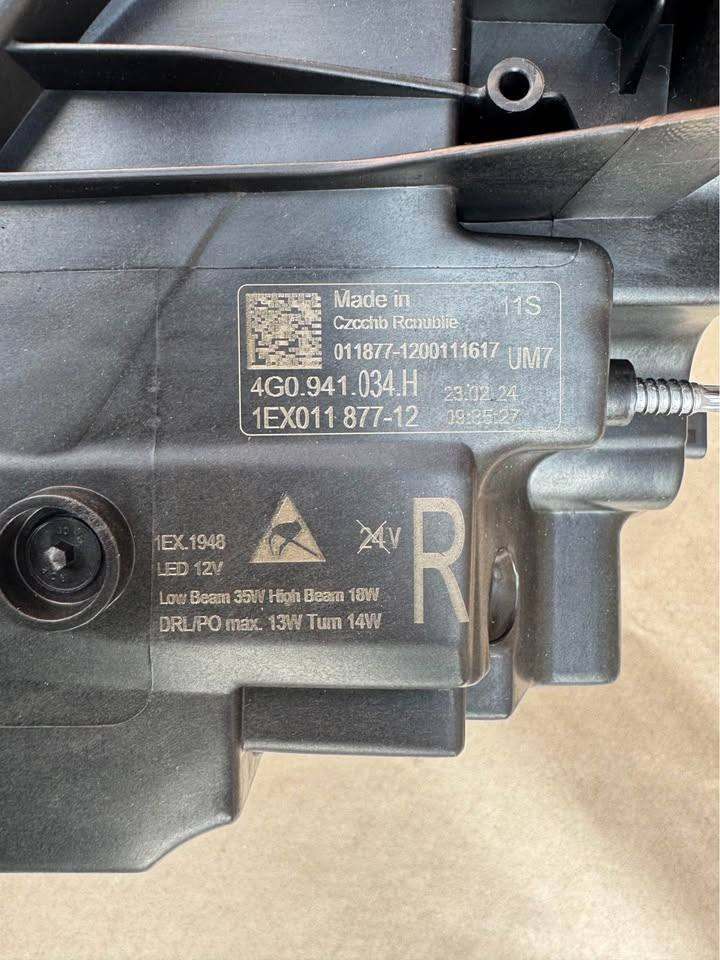 Made in
11S
Czcchb Rcnublie
011877-1200111617
UM7
4G0.941.034.H
23.02.24
1EX011 877-12
09:35:27
1EX.1948
24V
R
LED 12V
Low Beam 35W High Beam 18W
DRL/PO max. 13W Turn 14W